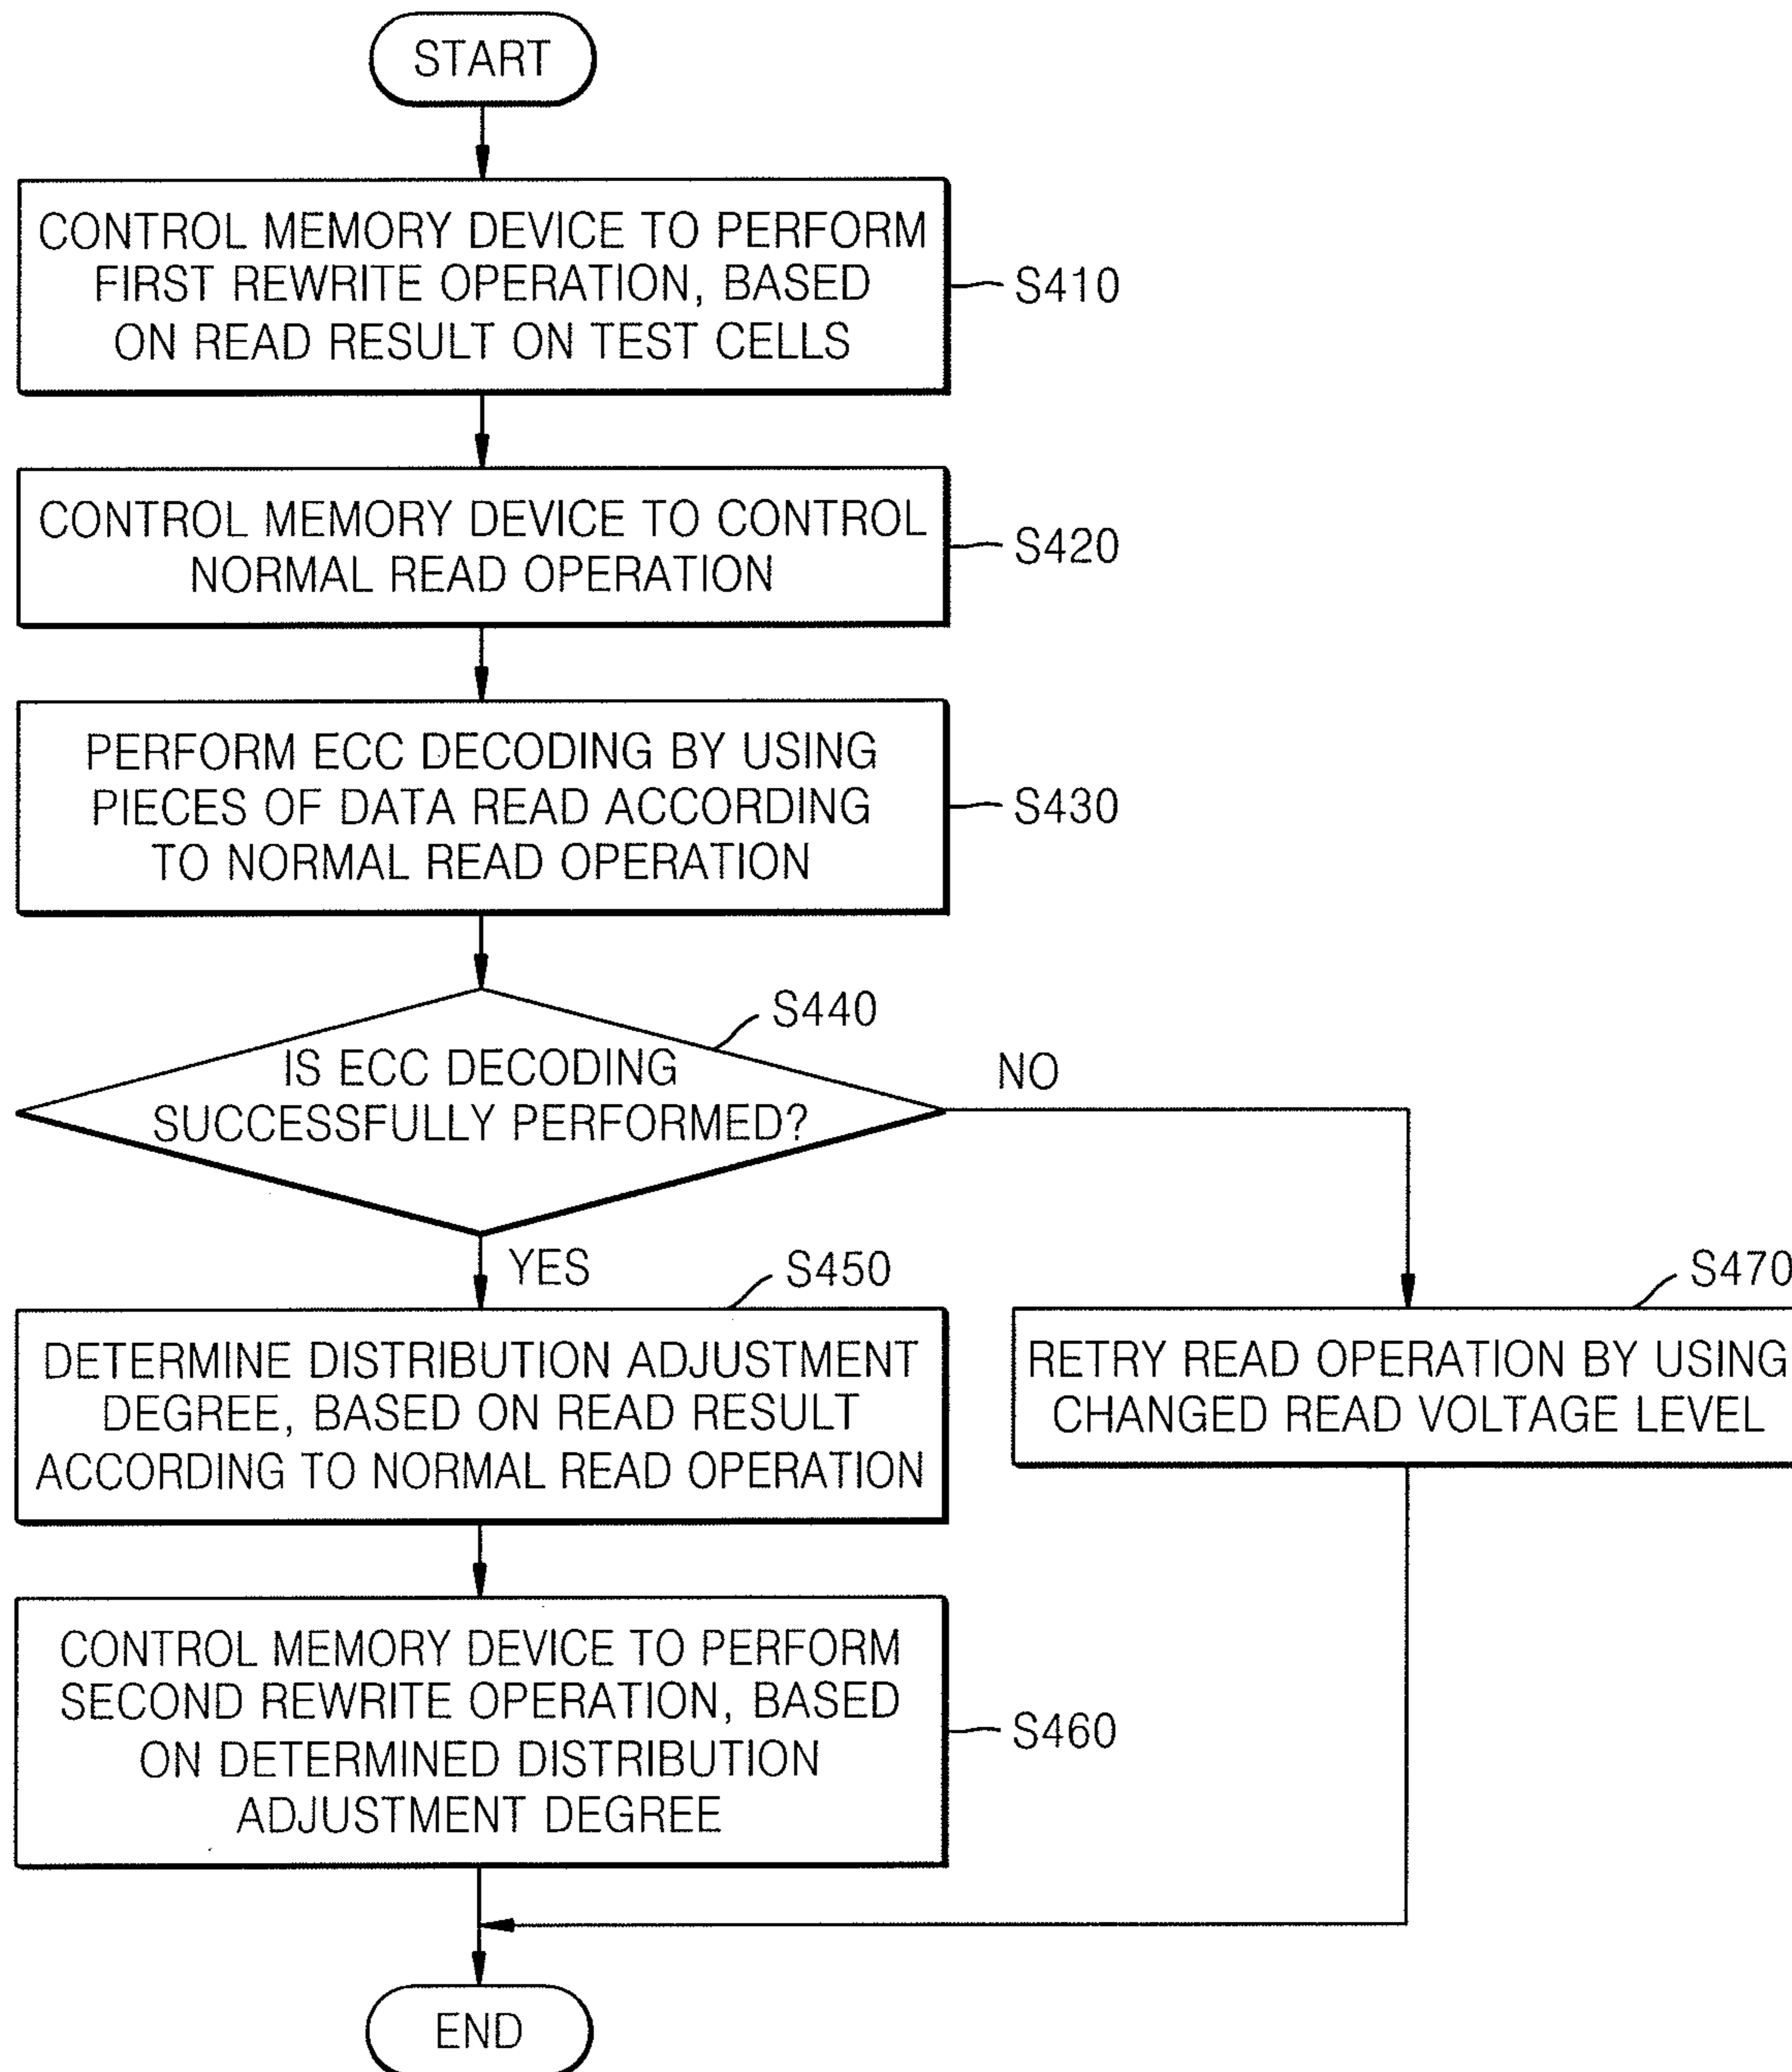 START
CONTROL MEMORY DEVICE TO PERFORM
FIRST REWRITE OPERATION, BASED
ON READ RESULT ON TEST CELLS
S410
CONTROL MEMORY DEVICE TO CONTROL
NORMAL READ OPERATION
S420
PERFORM ECC DECODING BY USING
PIECES OF DATA READ ACCORDING
TO NORMAL READ OPERATION
S430
S440
IS ECC DECODING
SUCCESSFULLY PERFORMED?
NO
YES
S450
S470
DETERMINE DISTRIBUTION ADJUSTMENT
DEGREE, BASED ON READ RESULT
ACCORDING TO NORMAL READ OPERATION
RETRY READ OPERATION BY USING
CHANGED READ VOLTAGE LEVEL
CONTROL MEMORY DEVICE TO PERFORM
SECOND REWRITE OPERATION, BASED
ON DETERMINED DISTRIBUTION
ADJUSTMENT DEGREE
S460
END